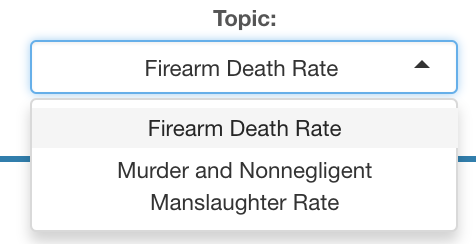 Topic:
Firearm Death Rate
Firearm Death Rate
Murder and Nonnegligent
Manslaughter Rate